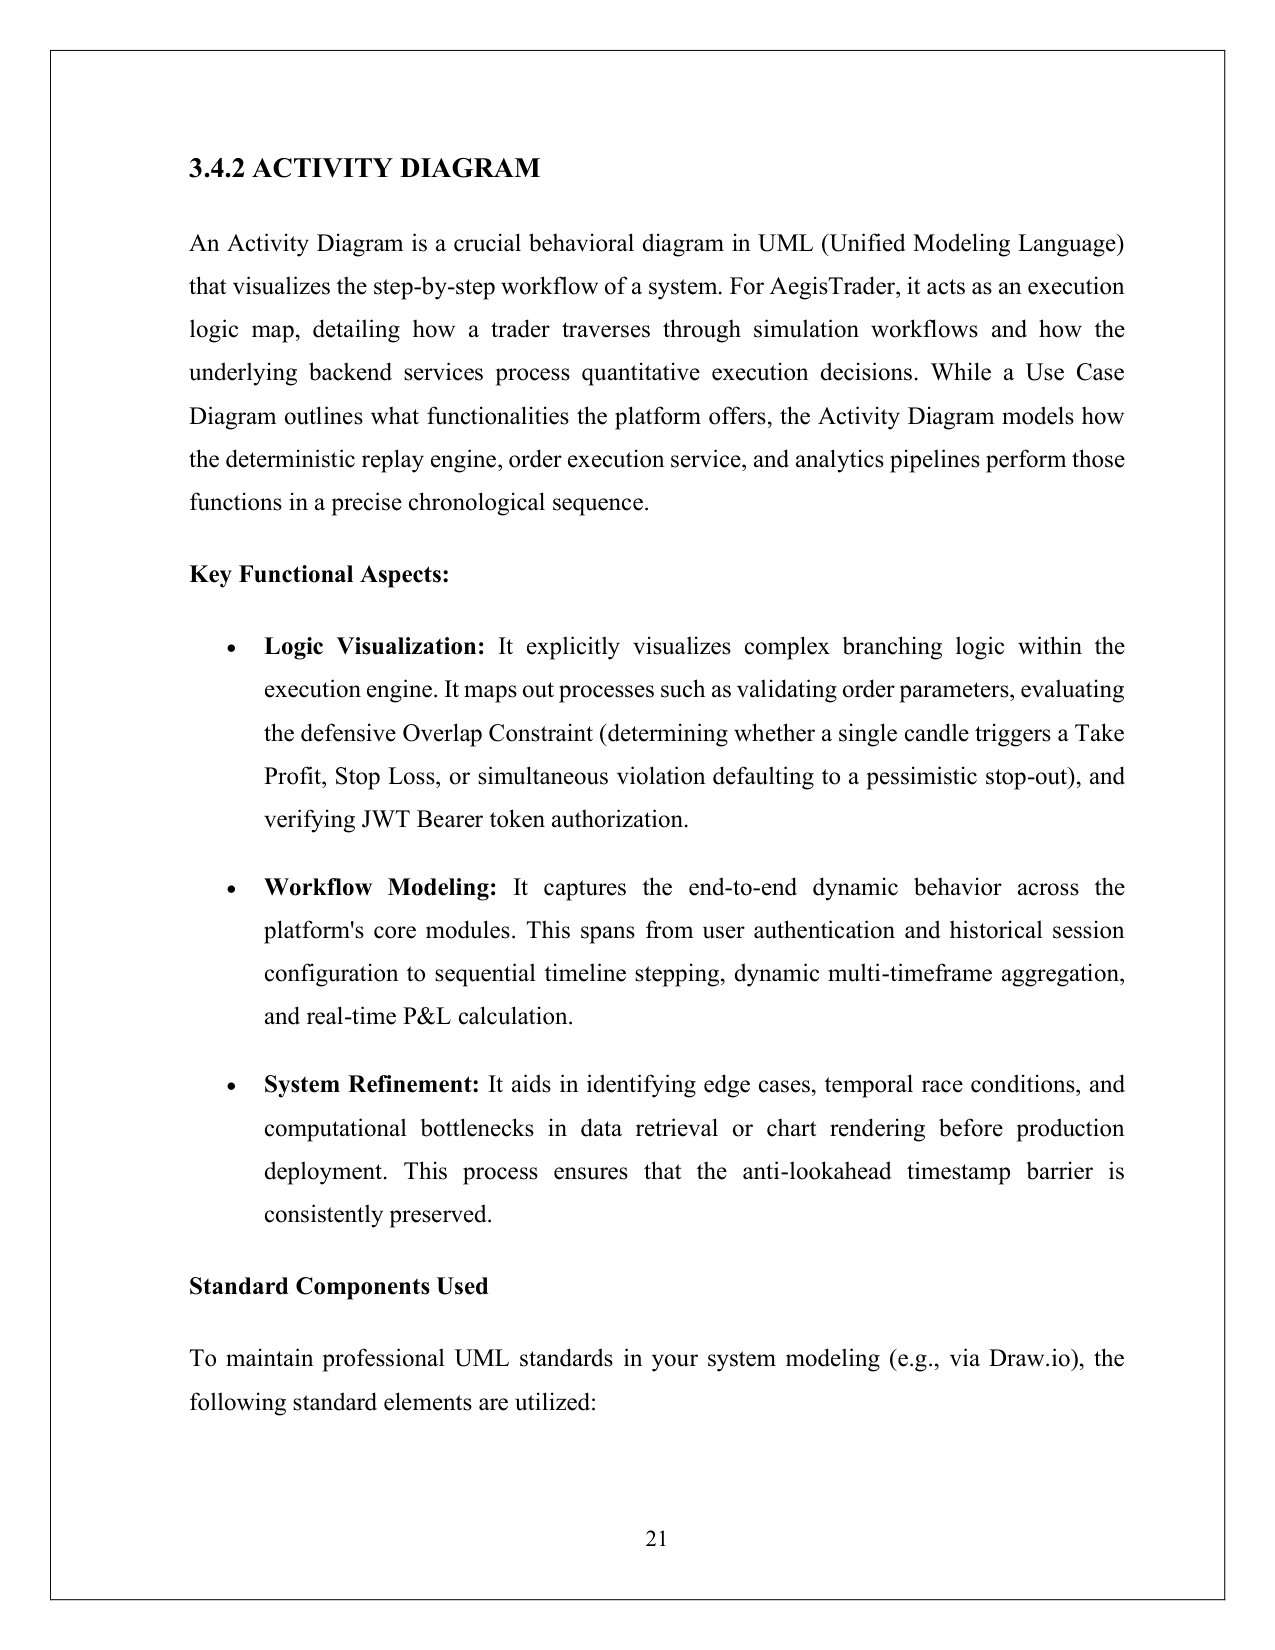 3.4.2 ACTIVITY DIAGRAM
An Activity Diagram is a crucial behavioral diagram in UML (Unified Modeling Language)
that visualizes the step-by-step workflow of a system. For AegisTrader, it acts as an execution
logic map, detailing how a trader traverses through simulation workflows and how the
underlying backend services process quantitative execution decisions. While a Use Case
Diagram outlines what functionalities the platform offers, the Activity Diagram models how
the deterministic replay engine, order execution service, and analytics pipelines perform those
functions in a precise chronological sequence.
Key Functional Aspects:
• Logic Visualization: It explicitly visualizes complex branching logic within the
execution engine. It maps out processes such as validating order parameters, evaluating
the defensive Overlap Constraint (determining whether a single candle triggers a Take
Profit, Stop Loss, or simultaneous violation defaulting to a pessimistic stop-out), and
verifying JWT Bearer token authorization.
• Workflow Modeling: It captures the end-to-end dynamic behavior across the
platform's core modules. This spans from user authentication and historical session
configuration to sequential timeline stepping, dynamic multi-timeframe aggregation,
and real-time P&L calculation.
• System Refinement: It aids in identifying edge cases, temporal race conditions, and
computational bottlenecks in data retrieval or chart rendering before production
deployment. This process ensures that the anti-lookahead timestamp barrier is
consistently preserved.
Standard Components Used
To maintain professional UML standards in your system modeling (e.g., via Draw.io), the
following standard elements are utilized:
21